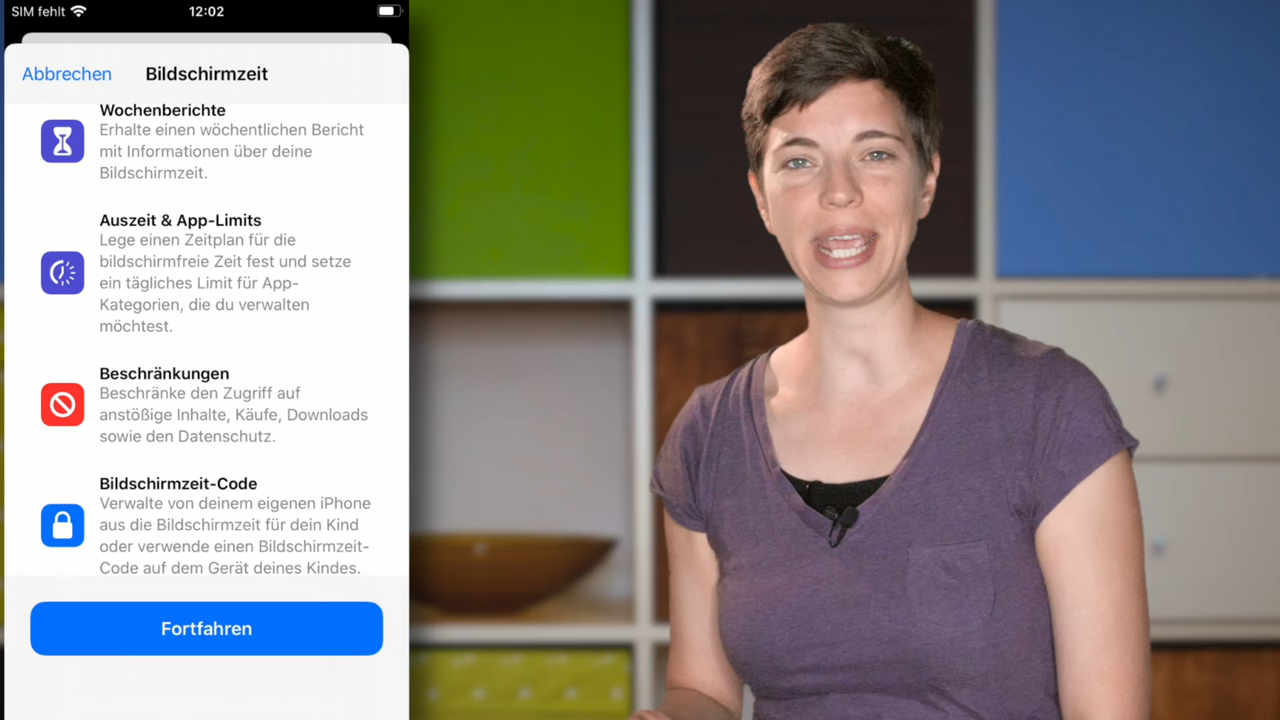 SIM fehlt 12:02
Abbrechen Bildschirmzeit
Wochenberichte
Erhalte einen wöchentlichen Bericht
mit Informationen über deine
Bildschirmzeit.
Auszeit & App-Limits
Lege einen Zeitplan für die
bildschirmfreie Zeit fest und setze
ein tägliches Limit für App-
Kategorien, die du verwalten
möchtest.
Beschränkungen
Beschränke den Zugriff auf
anstößige Inhalte, Käufe, Downloads
sowie den Datenschutz.
Bildschirmzeit-Code
Verwalte von deinem eigenen iPhone
aus die Bildschirmzeit für dein Kind
oder verwende einen Bildschirmzeit-
Code auf dem Gerät deines Kindes.
Fortfahren